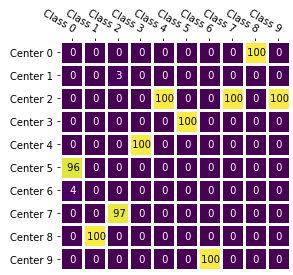 Class 0 Class 1 Class 2 Class 3 Class 4 Class 5 Class 6 Class 7 Class 8 Class 9
Center 0 0 0 0 0 0 0 0 0 100 0
Center 1 0 0 3 0 0 0 0 0 0 0
Center 2 0 0 0 0 100 0 0 100 0 100
Center 3 0 0 0 0 0 100 0 0 0 0
Center 4 0 0 0 100 0 0 0 0 0 0
Center 5 96 0 0 0 0 0 0 0 0 0
Center 6 4 0 0 0 0 0 0 0 0 0
Center 7 0 0 97 0 0 0 0 0 0 0
Center 8 0 100 0 0 0 0 0 0 0 0
Center 9 0 0 0 0 0 0 100 0 0 0